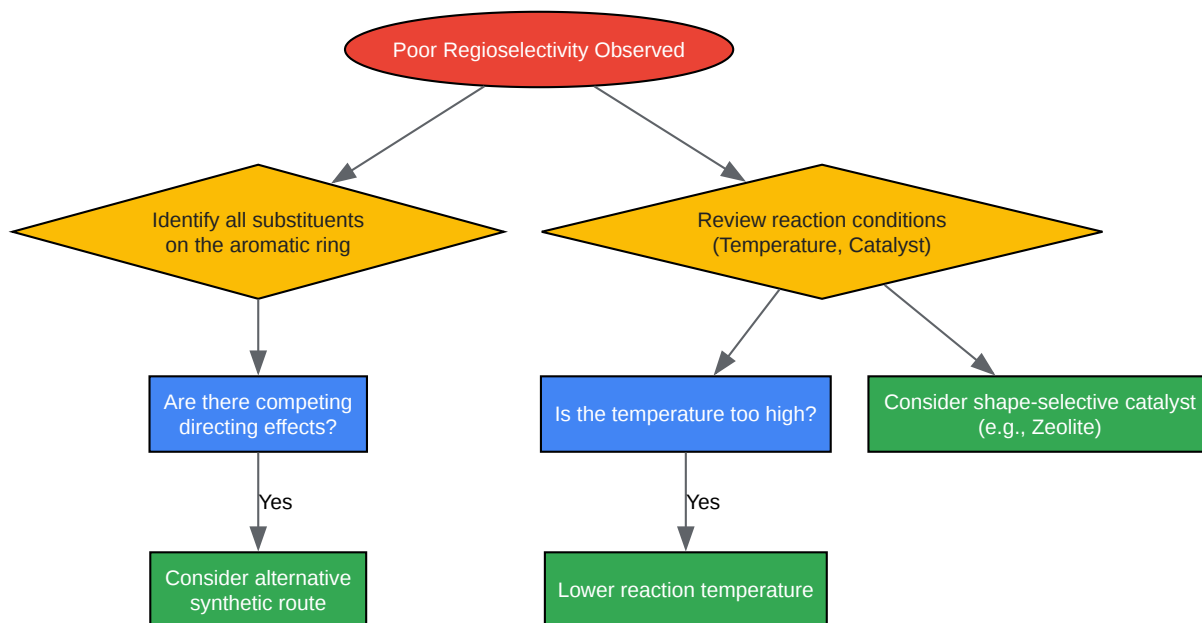 Poor Regioselectivity Observed
Identify all substituents
on the aromatic ring
Review reaction conditions
(Temperature, Catalyst)
Are there competing
directing effects?
Is the temperature too high?
Consider shape-selective catalyst
(e.g., Zeolite)
Yes
Yes
Consider alternative
synthetic route
Lower reaction temperature